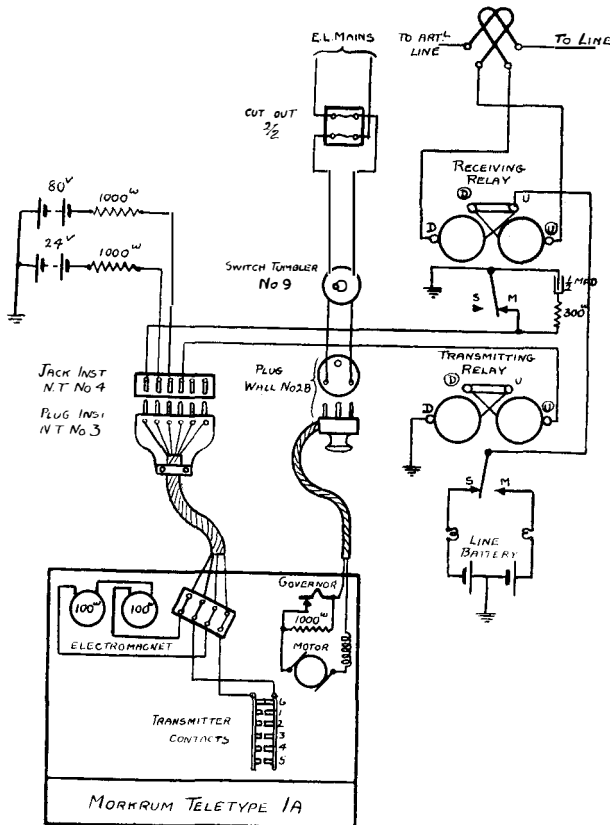 E.L. MAINS
TO ART.L
LINE
TO LINE
CUT OUT
2/2
80V
1000ω
24V
1000ω
RECEIVING
RELAY
D
U
D
U
SWITCH TUMBLER
No 9
S
M
½ MFD
300ω
JACK INST
N.T No 4
PLUG INST
N T No 3
PLUG
WALL No 28
TRANSMITTING
RELAY
D
U
D
U
S
M
LINE
BATTERY
GOVERNOR
1000ω
MOTOR
100ω
100ω
ELECTROMAGNET
TRANSMITTER
CONTACTS
6
1
2
3
4
5
MORKRUM TELETYPE 1A